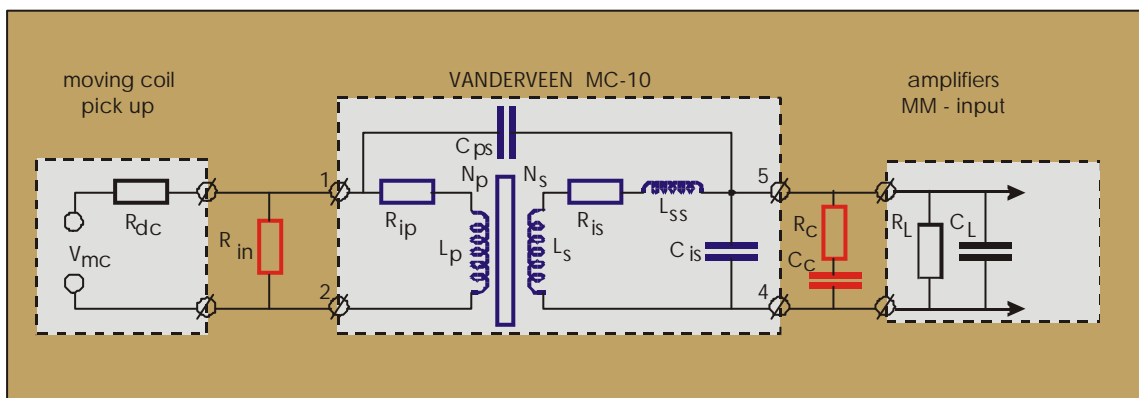 moving coil
pick up
VANDERVEEN MC-10
amplifiers
MM - input
Cps
1
Np
Ns
5
Rdc
Rin
Rip
Ris
Lss
Rc
RL
CL
Vmc
Lp
Ls
Cis
Cc
2
4